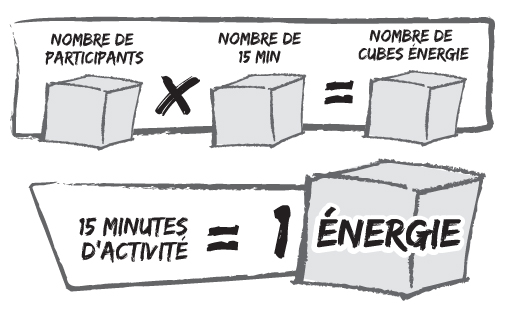 NOMBRE DE
PARTICIPANTS
X
NOMBRE DE
15 MIN
=
NOMBRE DE
CUBES ÉNERGIE
15 MINUTES
D'ACTIVITÉ
= 1 ÉNERGIE